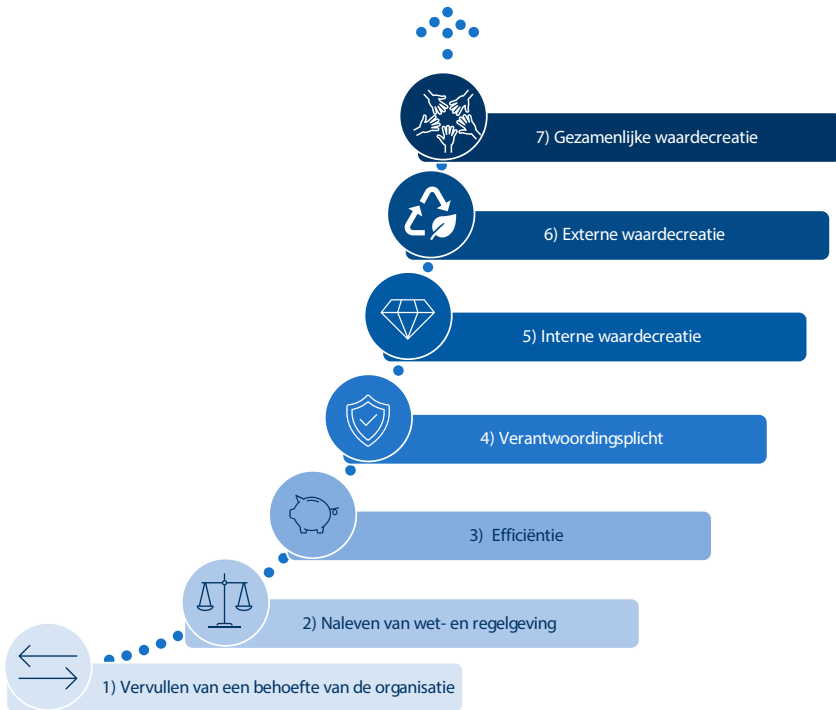 7) Gezamenlijke waardecreatie
6) Externe waardecreatie
5) Interne waardecreatie
4) Verantwoordingsplicht
3) Efficiëntie
2) Naleven van wet- en regelgeving
1) Vervullen van een behoefte van de organisatie